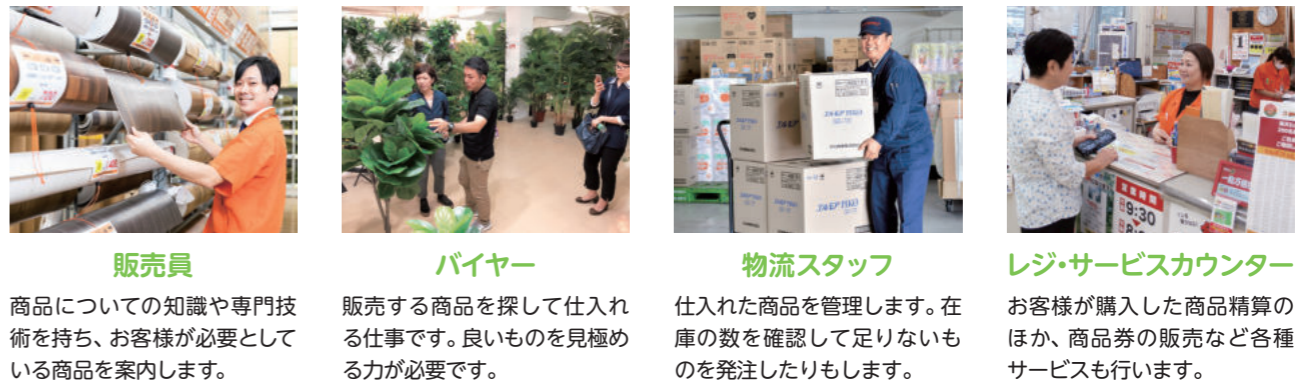 販売員
商品についての知識や専門技
術を持ち、お客様が必要として
いる商品を案内します。
バイヤー
販売する商品を探して仕入れ
る仕事です。良いものを見極め
る力が必要です。
物流スタッフ
仕入れた商品を管理します。在
庫の数を確認して足りないも
のを発注したりもします。
レジ・サービスカウンター
お客様が購入した商品精算の
ほか、商品券の販売など各種
サービスも行います。
営業時間
9:30